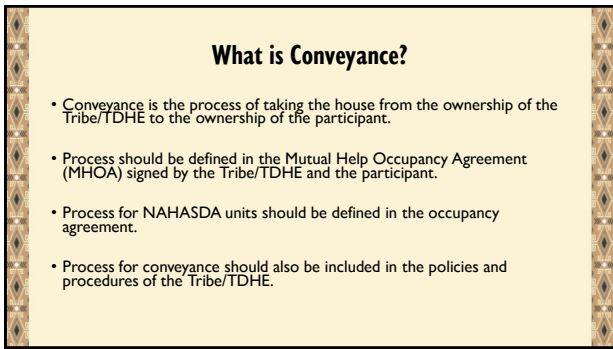 What is Conveyance?
• Conveyance is the process of taking the house from the ownership of the
Tribe/TDHE to the ownership of the participant.
• Process should be defined in the Mutual Help Occupancy Agreement
(MHOA) signed by the Tribe/TDHE and the participant.
• Process for NAHASDA units should be defined in the occupancy
agreement.
• Process for conveyance should also be included in the policies and
procedures of the Tribe/TDHE.